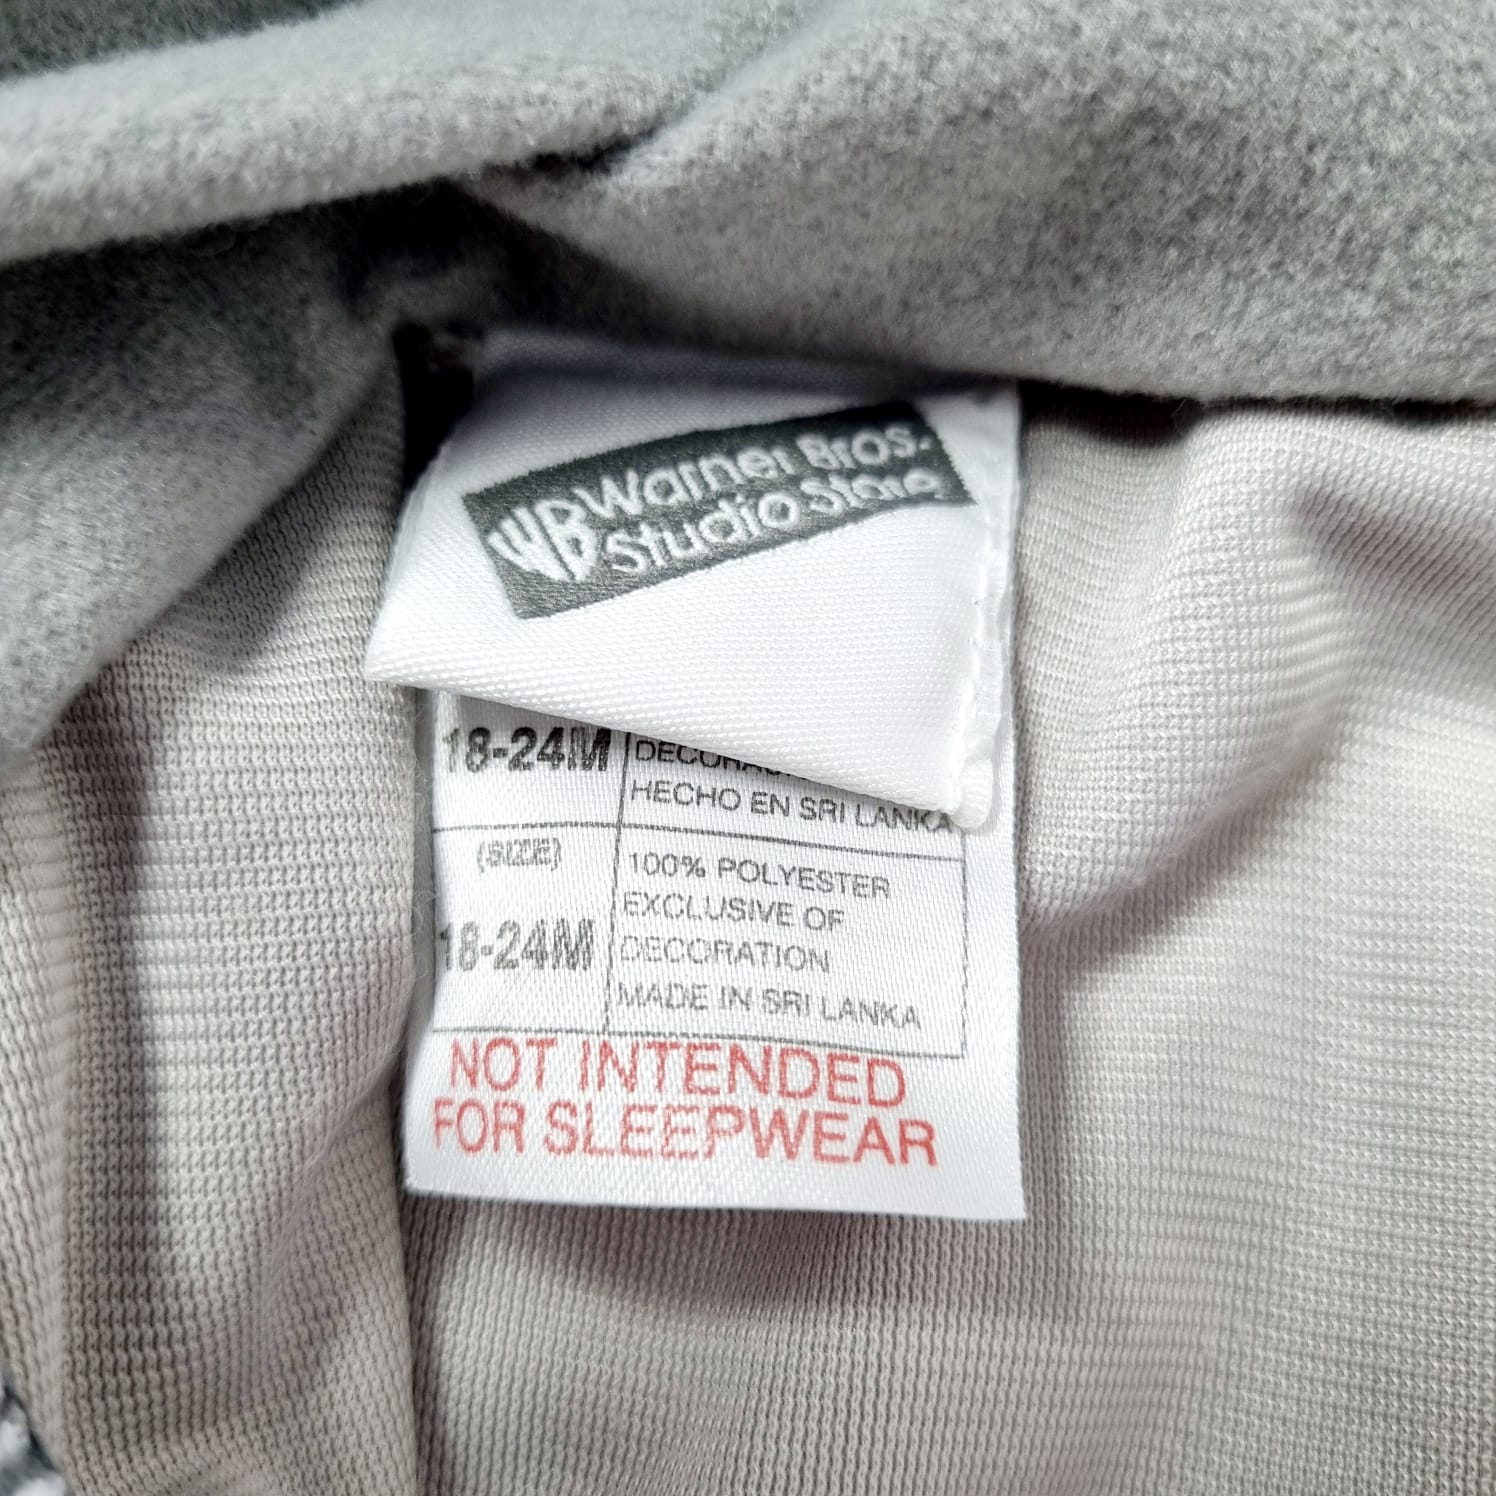 WB Warner Bros.
Studio Store
18-24M
HECHO EN SRI LANKA
(SIZE)
18-24M
100% POLYESTER
EXCLUSIVE OF
DECORATION
MADE IN SRI LANKA
NOT INTENDED
FOR SLEEPWEAR